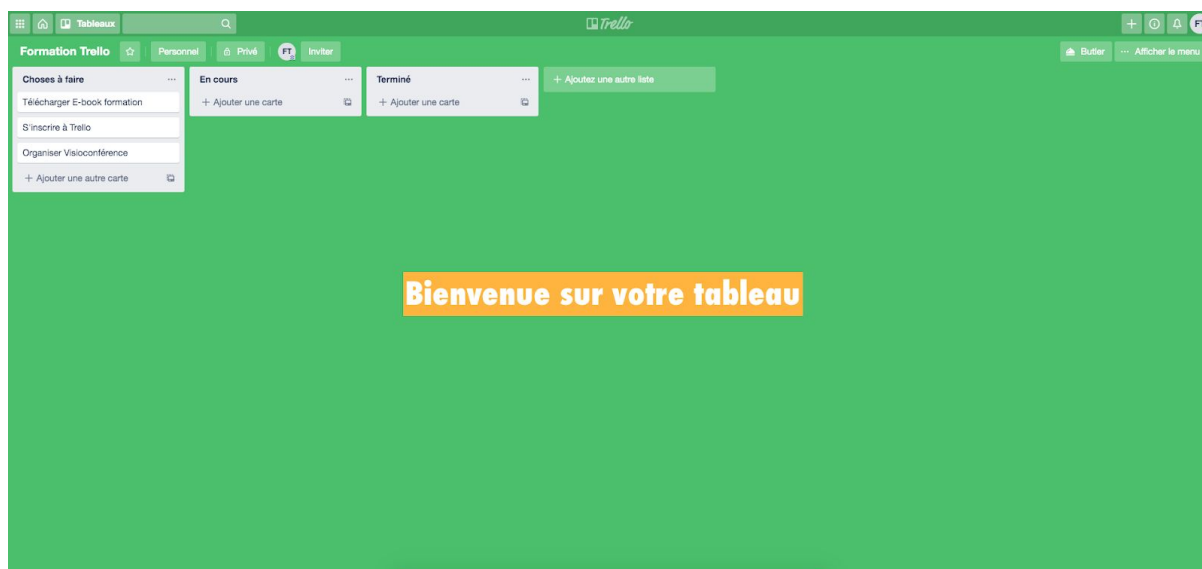 Tableaux
Trello
Formation Trello
Personnel
Privé
FT
Inviter
Butler
... Afficher le menu
Choses à faire
Télécharger E-book formation
S'inscrire à Trello
Organiser Visioconférence
+ Ajouter une autre carte
En cours
+ Ajouter une carte
Terminé
+ Ajouter une carte
+ Ajoutez une autre liste
Bienvenue sur votre tableau